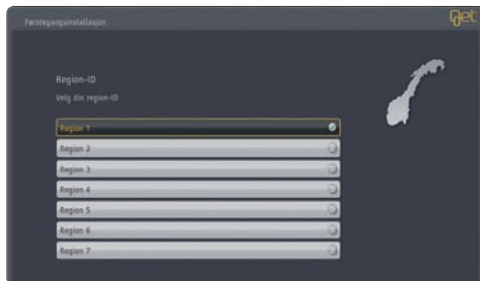 Førstegangsinstallasjon
Get
Region-ID
Velg din region-ID
Region 1
Region 2
Region 3
Region 4
Region 5
Region 6
Region 7